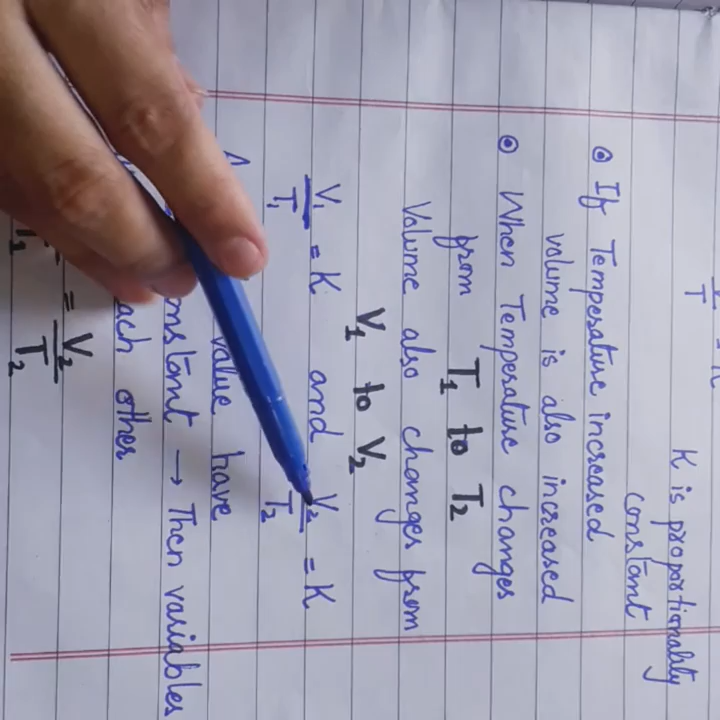 K is proportionality
constant
If Temperature increased
volume is also increased
When Temperature changes
from T₁ to T₂
Volume also changes from
V₁ to V₂
V₁/T₁ = K and V₂/T₂ = K
value have
onstant → Then variables
ach other
= V₂/T₂